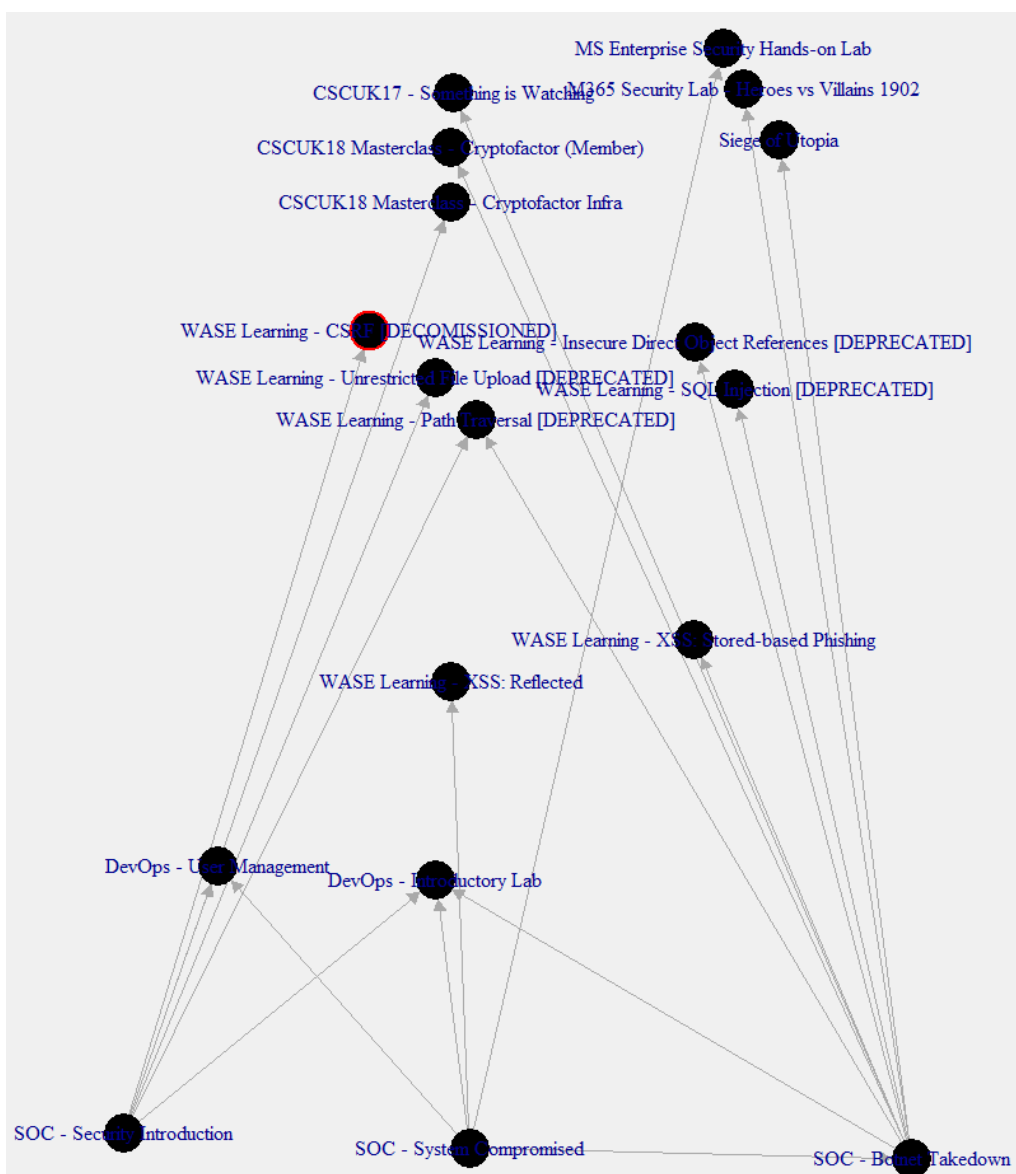 MS Enterprise Security Hands-on Lab
CSCUK17 - Something is Watching
M365 Security Lab - Heroes vs Villains 1902
Siege of Utopia
CSCUK18 Masterclass - Cryptofactor (Member)
CSCUK18 Masterclass - Cryptofactor Infra
WASE Learning - CSRF [DECOMISSIONED]
WASE Learning - Insecure Direct Object References [DEPRECATED]
WASE Learning - Unrestricted File Upload [DEPRECATED]
WASE Learning - SQL Injection [DEPRECATED]
WASE Learning - Path Traversal [DEPRECATED]
WASE Learning - XSS: Stored-based Phishing
WASE Learning - XSS: Reflected
DevOps - User Management
DevOps - Introductory Lab
SOC - Security Introduction
SOC - System Compromised
SOC - Botnet Takedown